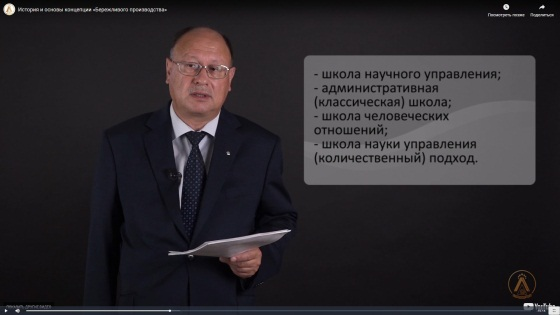 История и основы концепции «Бережливого производства»
Посмотреть позже
Поделиться
- школа научного управления;
- административная
(классическая) школа;
- школа человеческих
отношений;
- школа науки управления
(количественный) подход.
YouTube